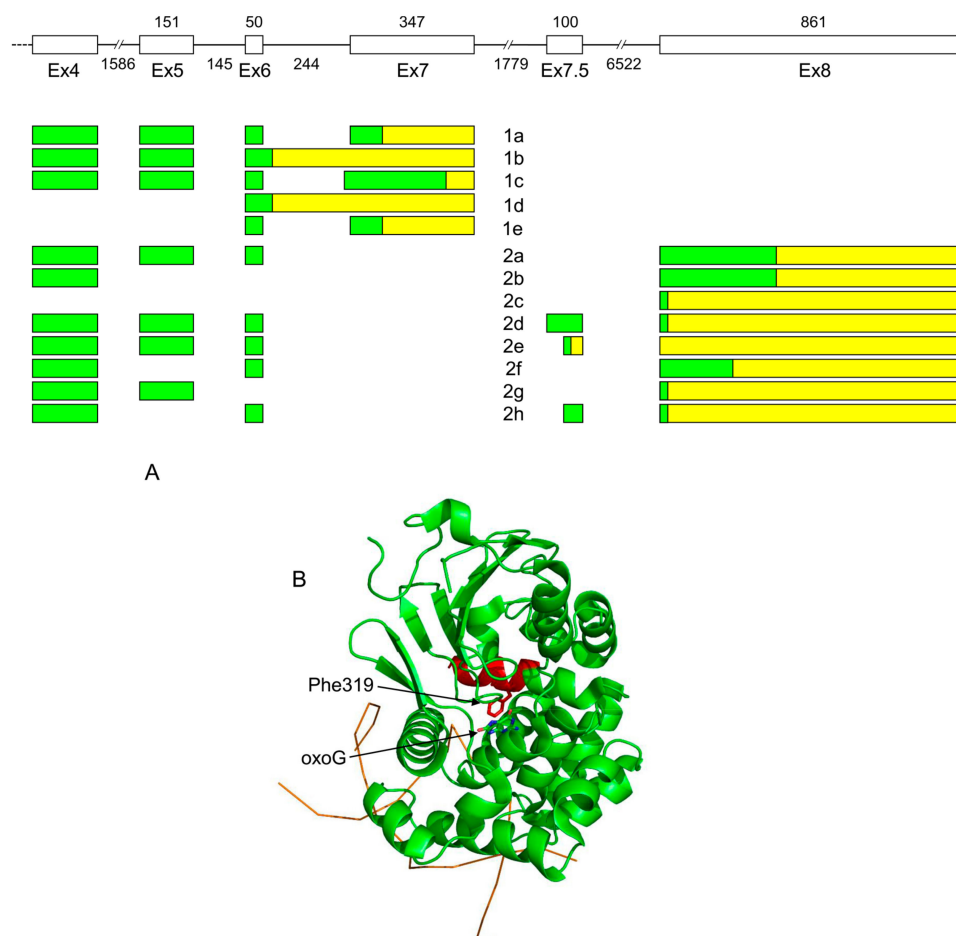 151 50 347 100 861
1586 145 244 1779 6522
Ex4 Ex5 Ex6 Ex7 Ex7.5 Ex8
1a
1b
1c
1d
1e
2a
2b
2c
2d
2e
2f
2g
2h
A
B
Phe319
oxoG